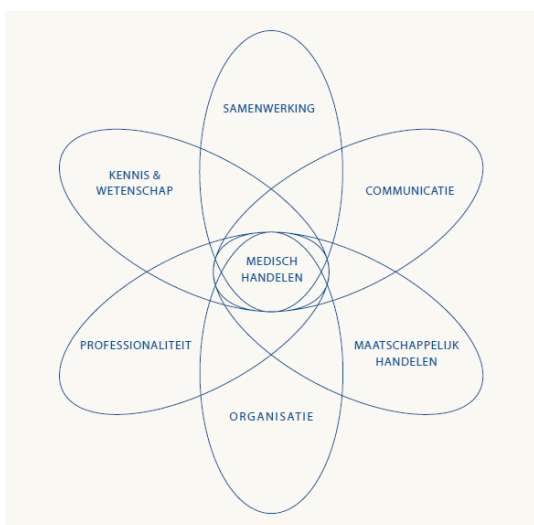 SAMENWERKING
KENNIS &
WETENSCHAP
COMMUNICATIE
MEDISCH
HANDELEN
PROFESSIONALITEIT
MAATSCHAPPELIJK
HANDELEN
ORGANISATIE